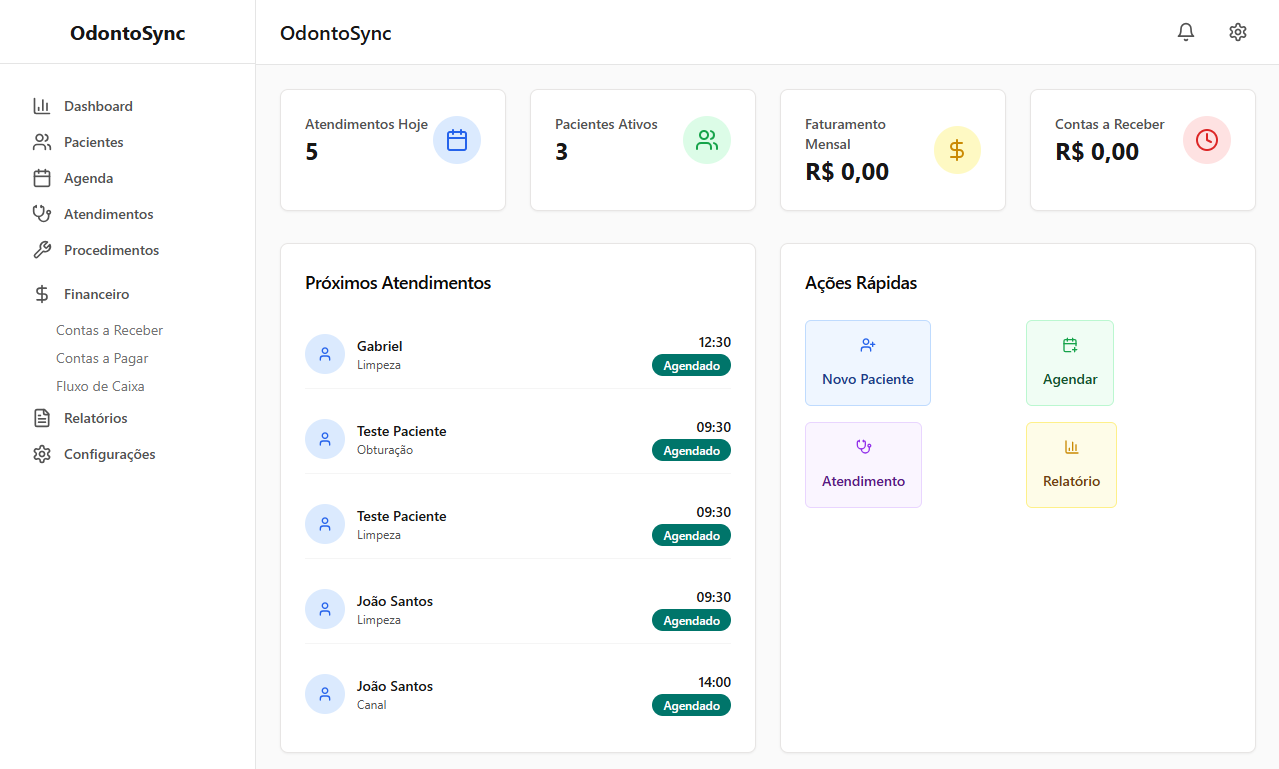 OdontoSync
Dashboard
Pacientes
Agenda
Atendimentos
Procedimentos
Financeiro
Contas a Receber
Contas a Pagar
Fluxo de Caixa
Relatórios
Configurações
OdontoSync
Atendimentos Hoje
5
Pacientes Ativos
3
Faturamento
Mensal
R$ 0,00
Contas a Receber
R$ 0,00
Próximos Atendimentos
Gabriel
Limpeza
12:30
Agendado
Teste Paciente
Obturação
09:30
Agendado
Teste Paciente
Limpeza
09:30
Agendado
João Santos
Limpeza
09:30
Agendado
João Santos
Canal
14:00
Agendado
Ações Rápidas
Novo Paciente
Agendar
Atendimento
Relatório